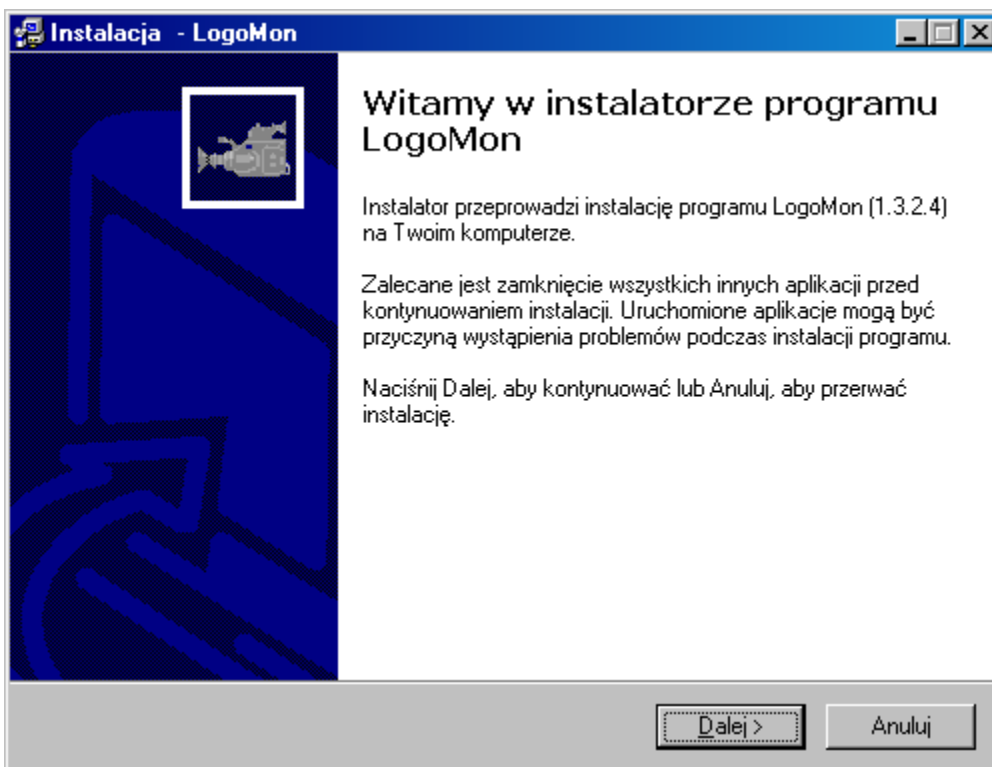 Instalacja - LogoMon
Witamy w instalatorze programu
LogoMon
Instalator przeprowadzi instalację programu LogoMon (1.3.2.4)
na Twoim komputerze.
Zalecane jest zamknięcie wszystkich innych aplikacji przed
kontynuowaniem instalacji. Uruchomione aplikacje mogą być
przyczyną wystąpienia problemów podczas instalacji programu.
Naciśnij Dalej, aby kontynuować lub Anuluj, aby przerwać
instalację.
Dalej >
Anuluj